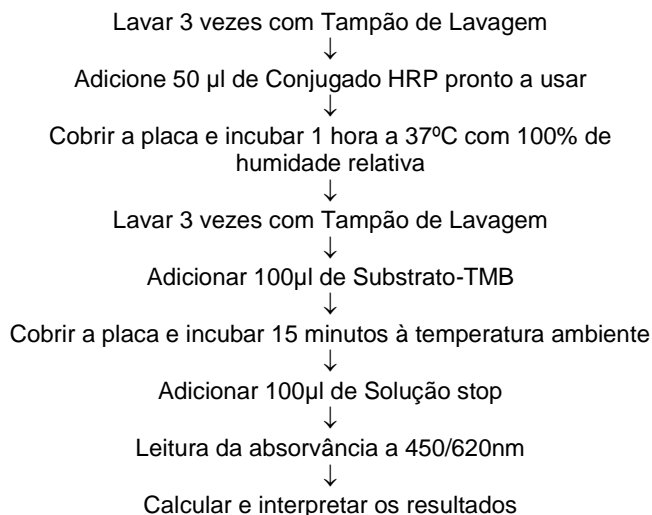 Lavar 3 vezes com Tampão de Lavagem
↓
Adicione 50 µl de Conjugado HRP pronto a usar
↓
Cobrir a placa e incubar 1 hora a 37ºC com 100% de
humidade relativa
↓
Lavar 3 vezes com Tampão de Lavagem
↓
Adicionar 100µl de Substrato-TMB
↓
Cobrir a placa e incubar 15 minutos à temperatura ambiente
↓
Adicionar 100µl de Solução stop
↓
Leitura da absorvância a 450/620nm
↓
Calcular e interpretar os resultados